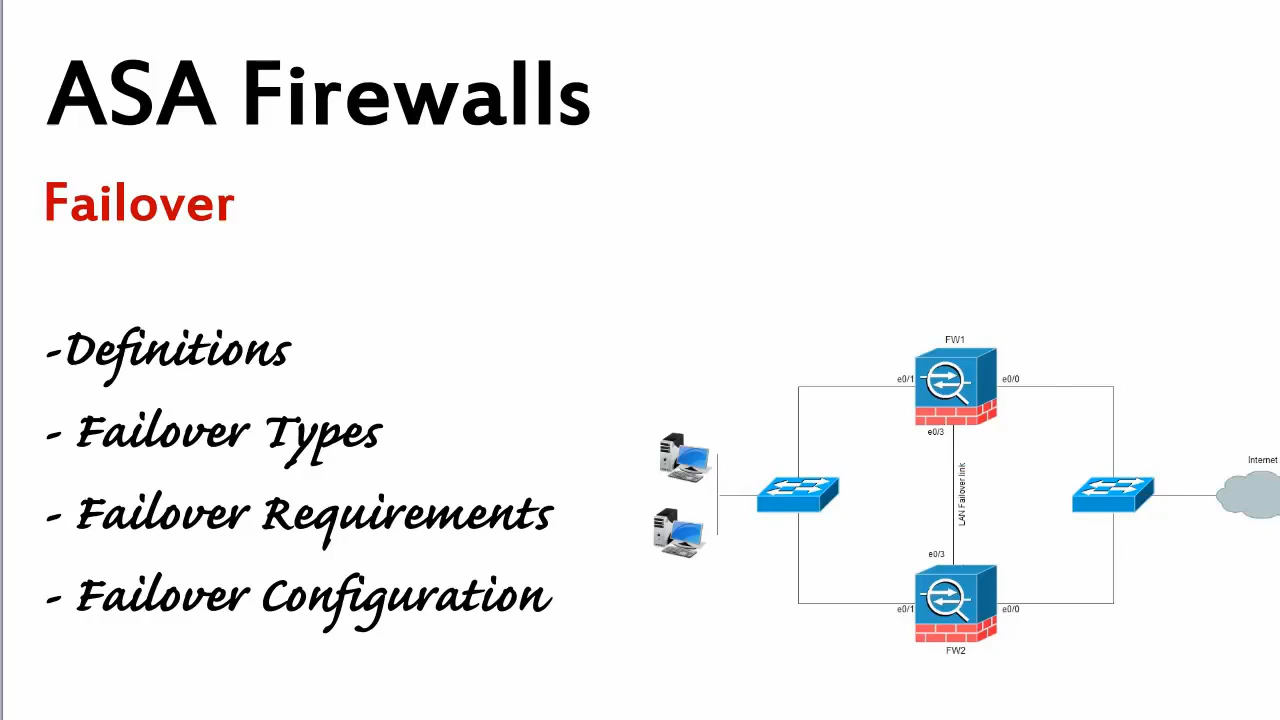 ASA Firewalls
Failover
-Definitions
- Failover Types
- Failover Requirements
- Failover Configuration
FW1
e0/1
e0/0
e0/3
LAN Failover link
Internet
e0/3
e0/1
e0/0
FW2